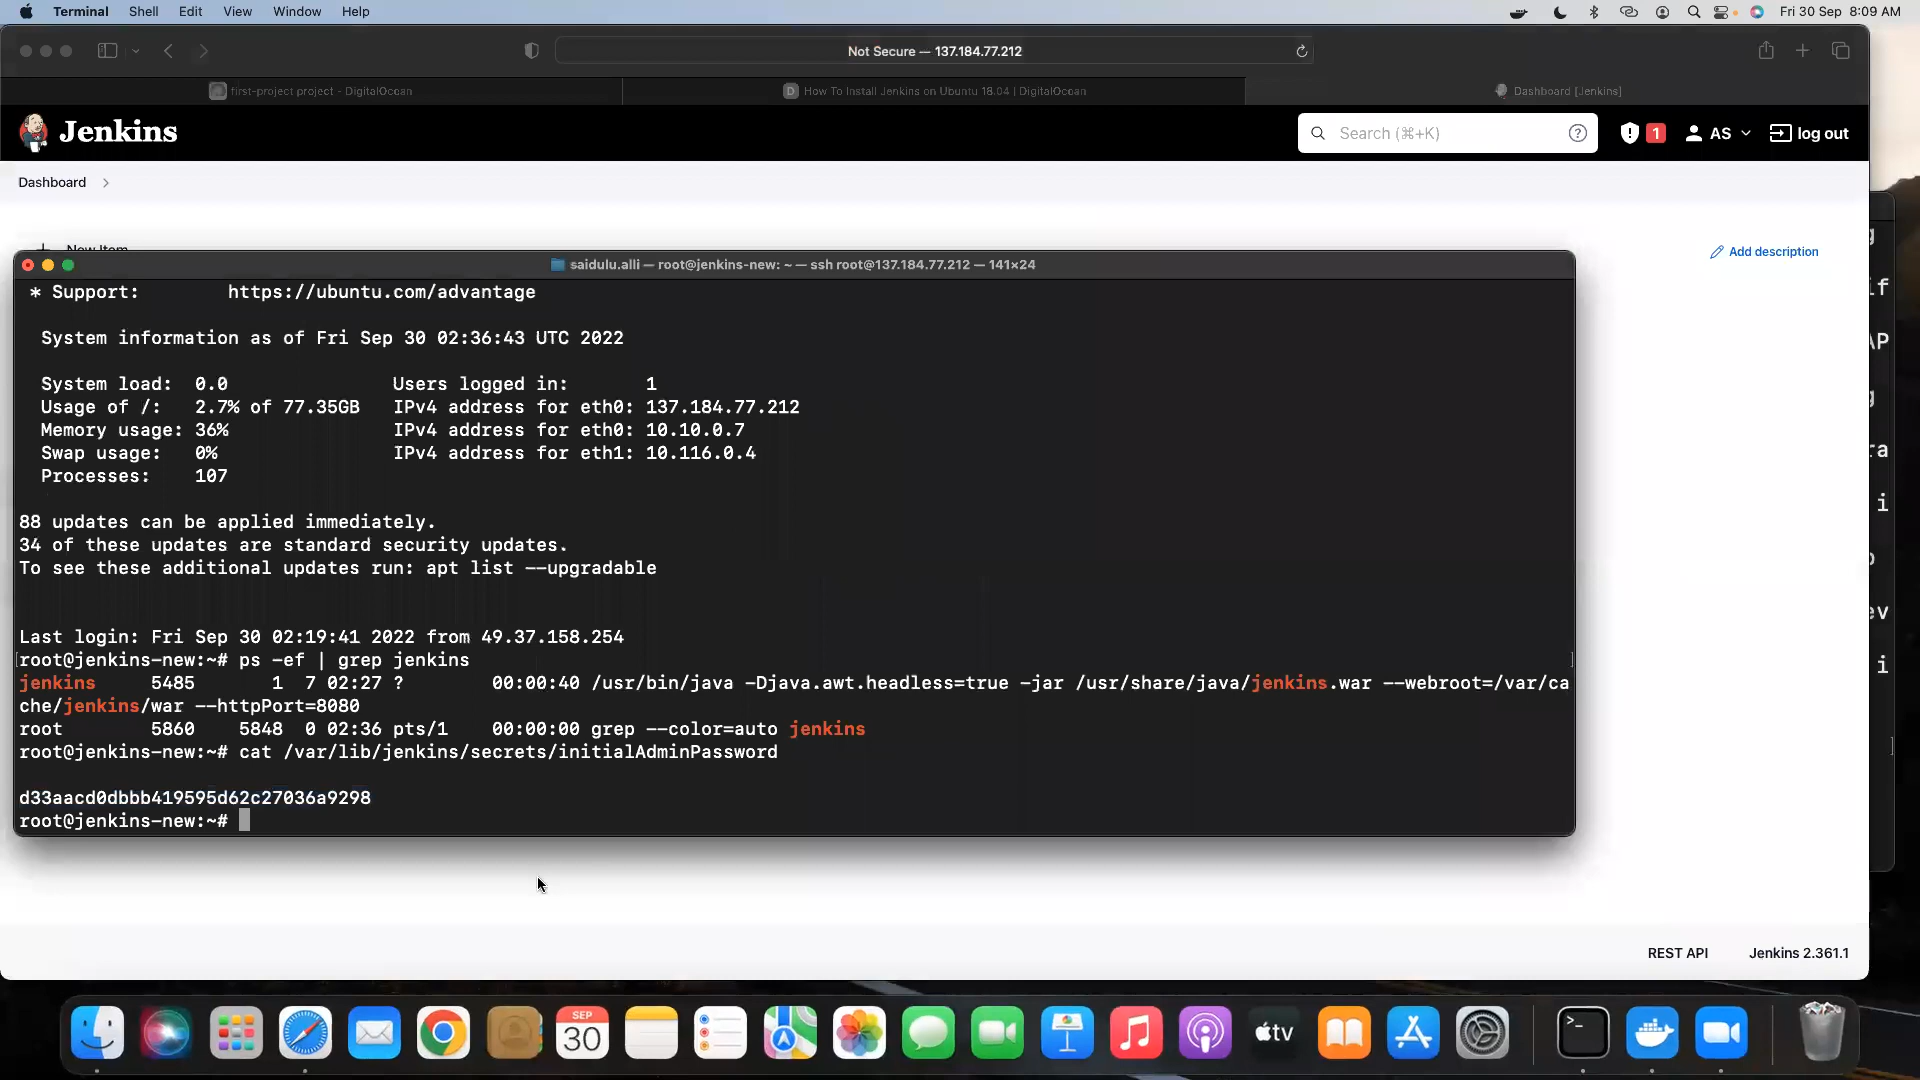 Terminal Shell Edit View Window Help Fri 30 Sep 8:09 AM
Not Secure — 137.184.77.212
first-project project - DigitalOcean
How To Install Jenkins on Ubuntu 18.04 | DigitalOcean
Dashboard [Jenkins]
Jenkins
Search (⌘+K)
1
AS
log out
Dashboard
New Item
Add description
saidulu.alli — root@jenkins-new: ~ — ssh root@137.184.77.212 — 141×24
* Support: https://ubuntu.com/advantage
System information as of Fri Sep 30 02:36:43 UTC 2022
System load: 0.0 Users logged in: 1
Usage of /: 2.7% of 77.35GB IPv4 address for eth0: 137.184.77.212
Memory usage: 36% IPv4 address for eth0: 10.10.0.7
Swap usage: 0% IPv4 address for eth1: 10.116.0.4
Processes: 107
88 updates can be applied immediately.
34 of these updates are standard security updates.
To see these additional updates run: apt list --upgradable
Last login: Fri Sep 30 02:19:41 2022 from 49.37.158.254
root@jenkins-new:~# ps -ef | grep jenkins
jenkins 5485 1 7 02:27 ? 00:00:40 /usr/bin/java -Djava.awt.headless=true -jar /usr/share/java/jenkins.war --webroot=/var/ca
che/jenkins/war --httpPort=8080
root 5860 5848 0 02:36 pts/1 00:00:00 grep --color=auto jenkins
root@jenkins-new:~# cat /var/lib/jenkins/secrets/initialAdminPassword
d33aacd0dbbb419595d62c27036a9298
root@jenkins-new:~#
REST API
Jenkins 2.361.1
SEP
30
tv